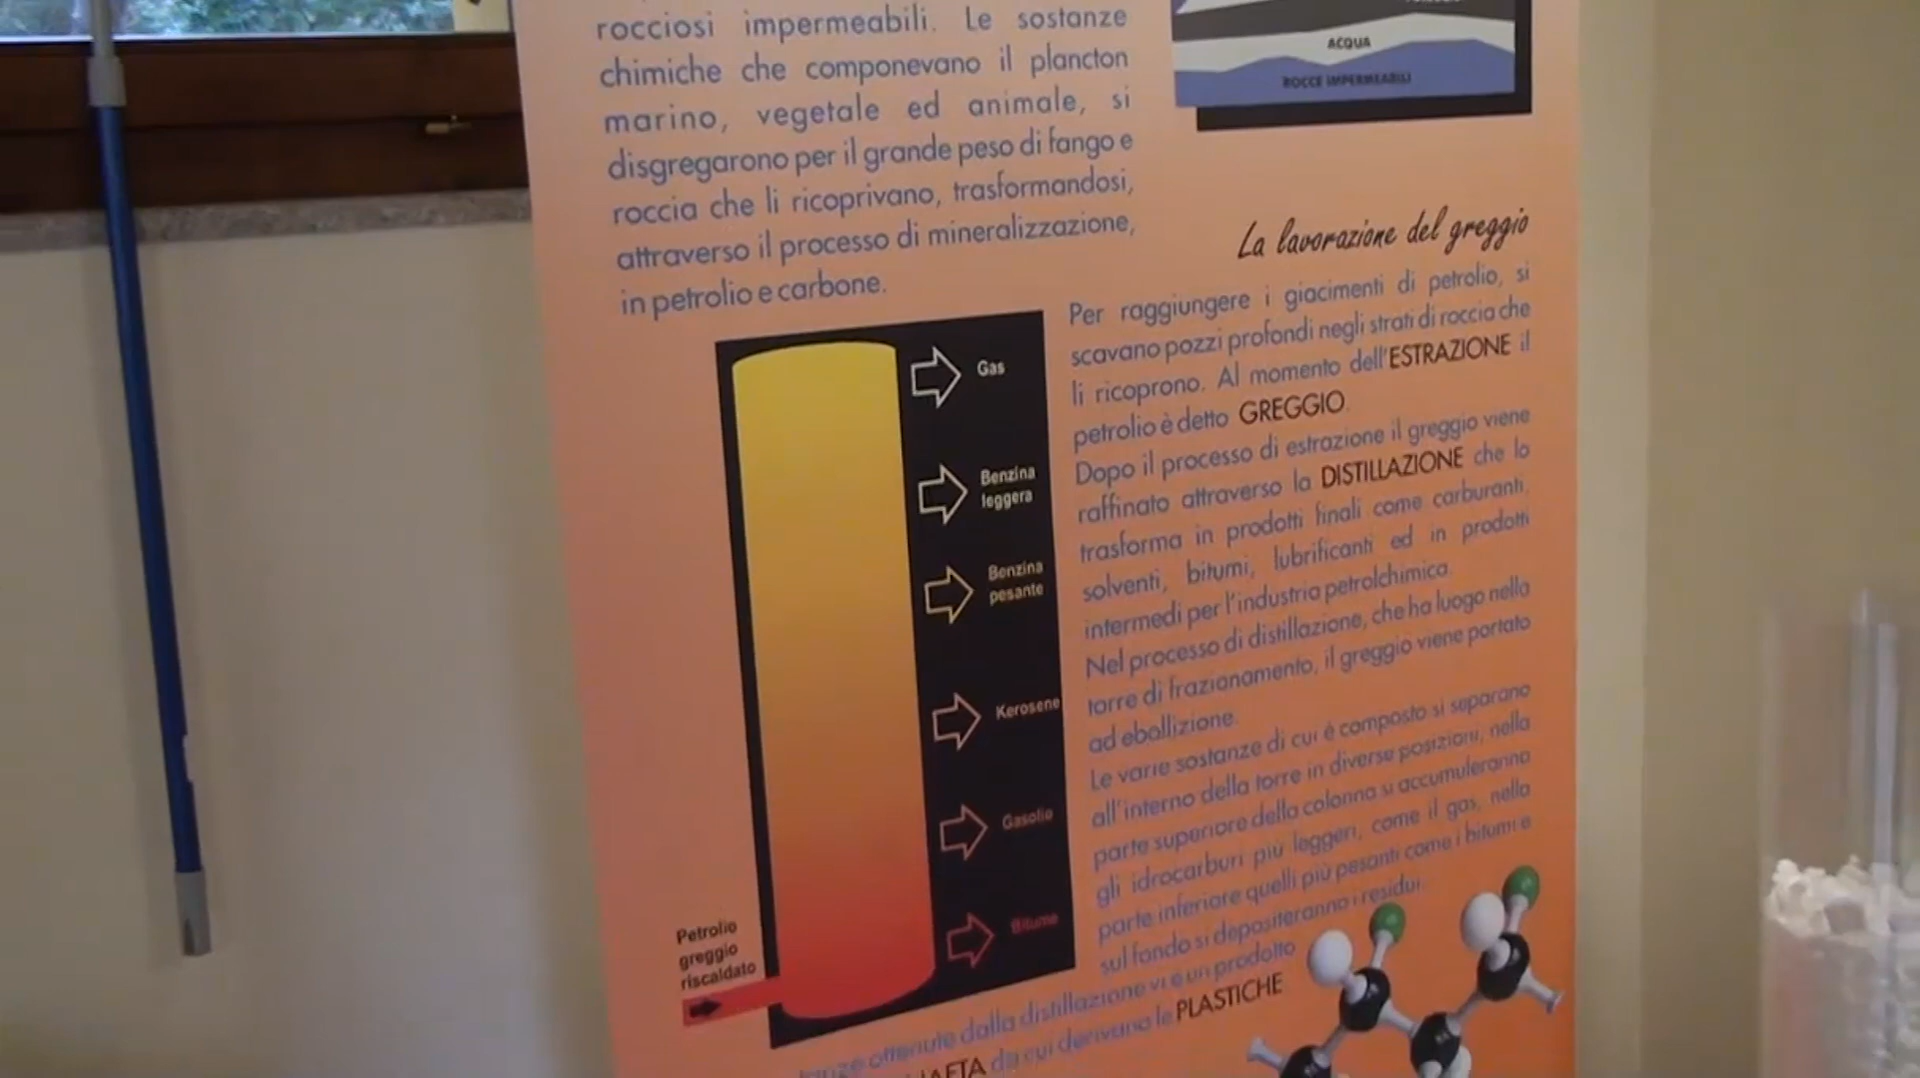 rocciosi impermeabili. Le sostanze
chimiche che componevano il plancton
marino, vegetale ed animale, si
disgregarono per il grande peso di fango e
roccia che li ricoprivano, trasformandosi,
attraverso il processo di mineralizzazione,
in petrolio e carbone.
ACQUA
ROCCE IMPERMEABILI
La lavorazione del greggio
Per raggiungere i giacimenti di petrolio, si
scavano pozzi profondi negli strati di roccia che
li ricoprono. Al momento dell'ESTRAZIONE il
petrolio è detto GREGGIO.
Dopo il processo di estrazione il greggio viene
raffinato attraverso la DISTILLAZIONE che lo
trasforma in prodotti finali come carburanti,
solventi, bitumi, lubrificanti ed in prodotti
intermedi per l'industria petrolchimica.
Nel processo di distillazione, che ha luogo nella
torre di frazionamento, il greggio viene portato
ad ebollizione.
Le varie sostanze di cui é composto si separano
all'interno della torre in diverse posizioni, nella
parte superiore della colonna si accumuleranno
gli idrocarburi più leggeri, come il gas, nella
parte inferiore quelli più pesanti come i bitumi e
sul fondo si depositeranno i residui.
Gas
Benzina
leggera
Benzina
pesante
Kerosene
Gasolio
Bitume
Petrolio
greggio
riscaldato
ottenute dalla distillazione vi è un prodotto
da cui derivano le PLASTICHE